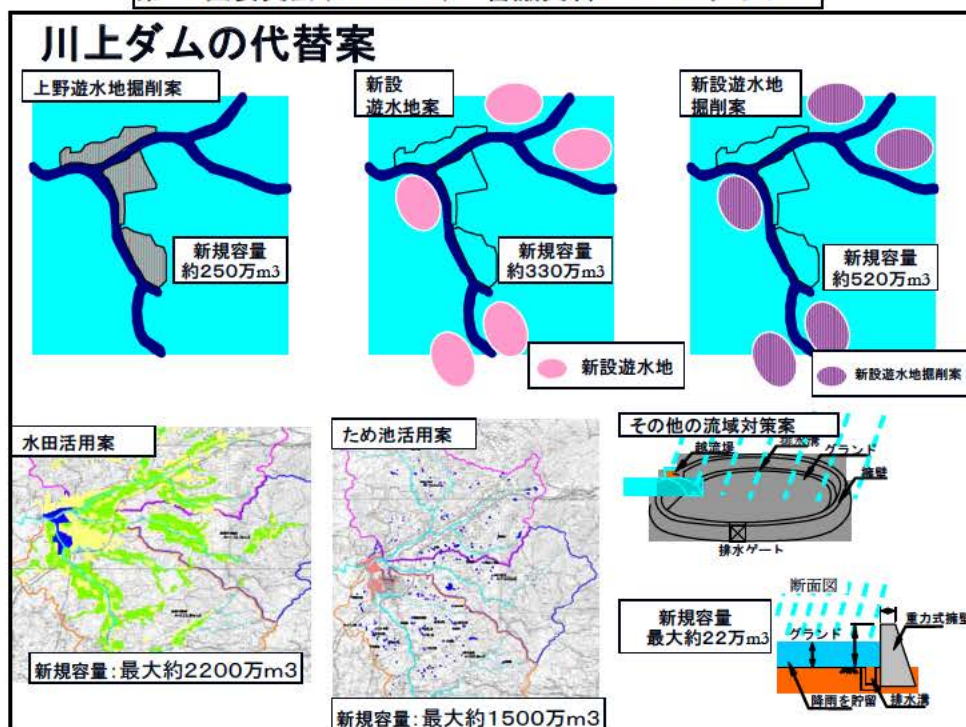 川上ダムの代替案
上野遊水地掘削案
新規容量
約250万m3
新設
遊水地案
新規容量
約330万m3
新設遊水地
新設遊水地
掘削案
新規容量
約520万m3
新設遊水地掘削案
水田活用案
新規容量：最大約2200万m3
ため池活用案
新規容量：最大約1500万m3
その他の流域対策案
越流堤
排水溝
グランド
擁壁
排水ゲート
新規容量
最大約22万m3
断面図
グランド
重力式擁壁
降雨を貯留
排水溝